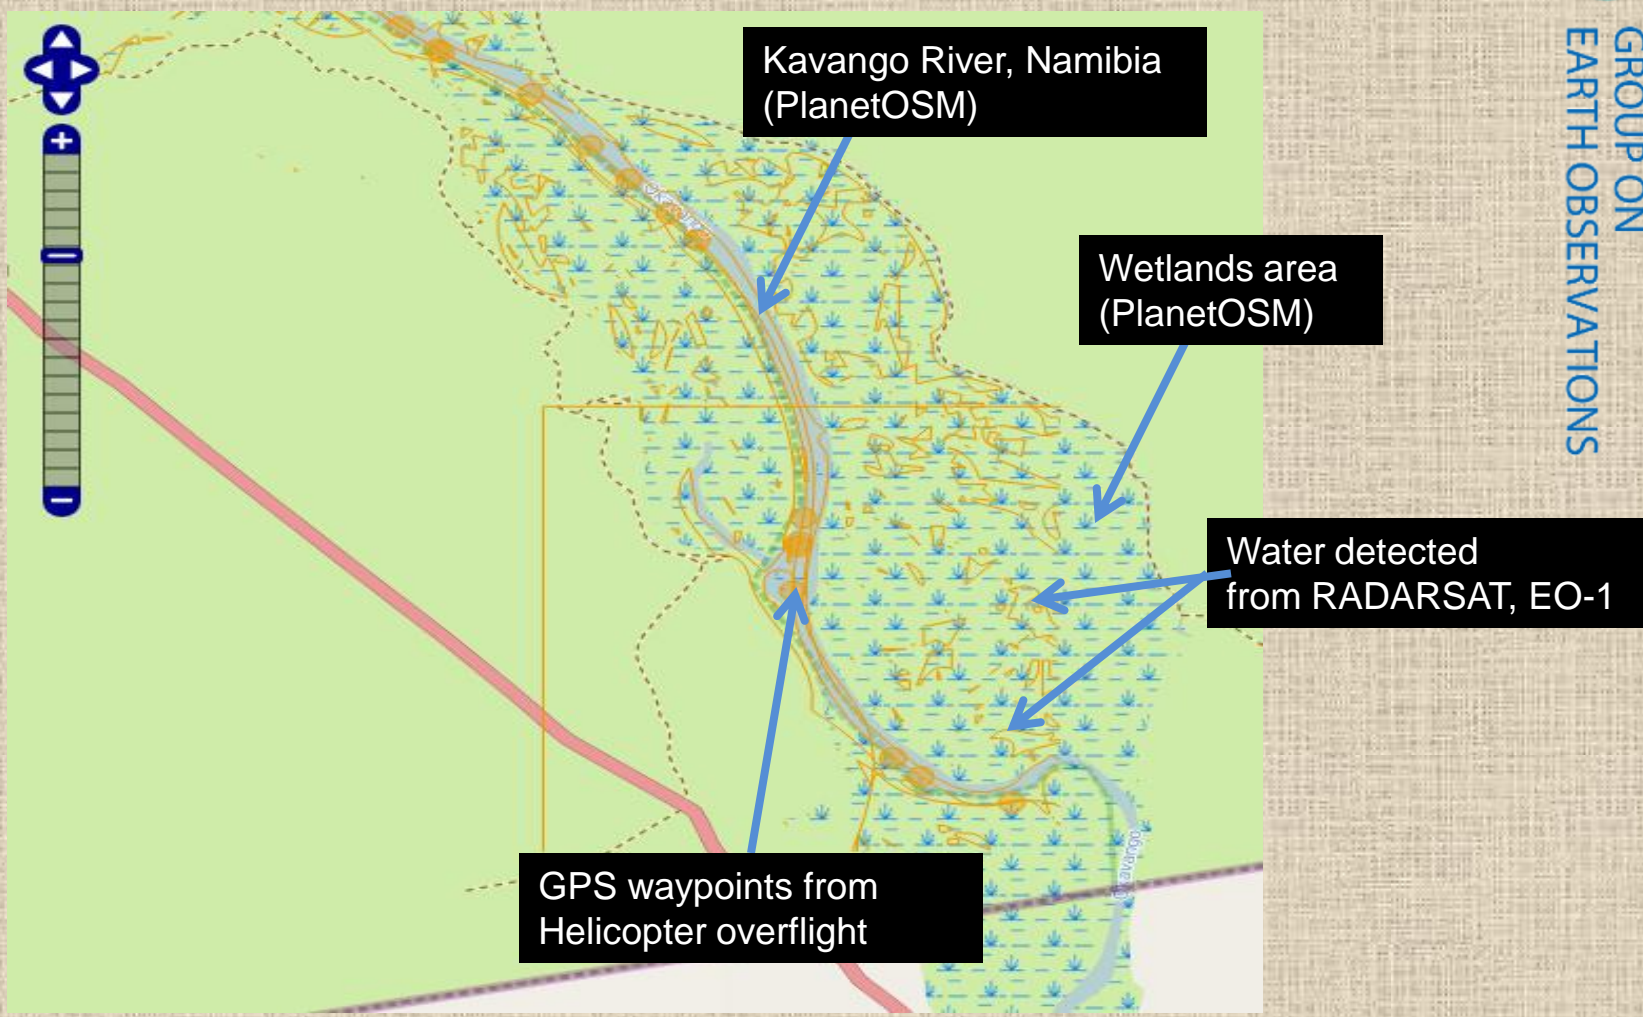 Kavango River, Namibia
(PlanetOSM)
GROUP ON
EARTH OBSERVATIONS
Wetlands area
(PlanetOSM)
Water detected
from RADARSAT, EO-1
GPS waypoints from
Helicopter overflight
Okavango